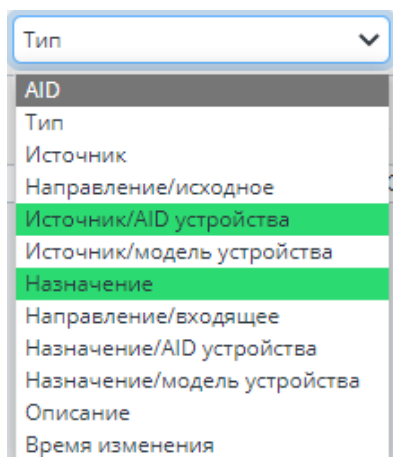 Тип
AID
Тип
Источник
Направление/исходное
Источник/AID устройства
Источник/модель устройства
Назначение
Направление/входящее
Назначение/AID устройства
Назначение/модель устройства
Описание
Время изменения